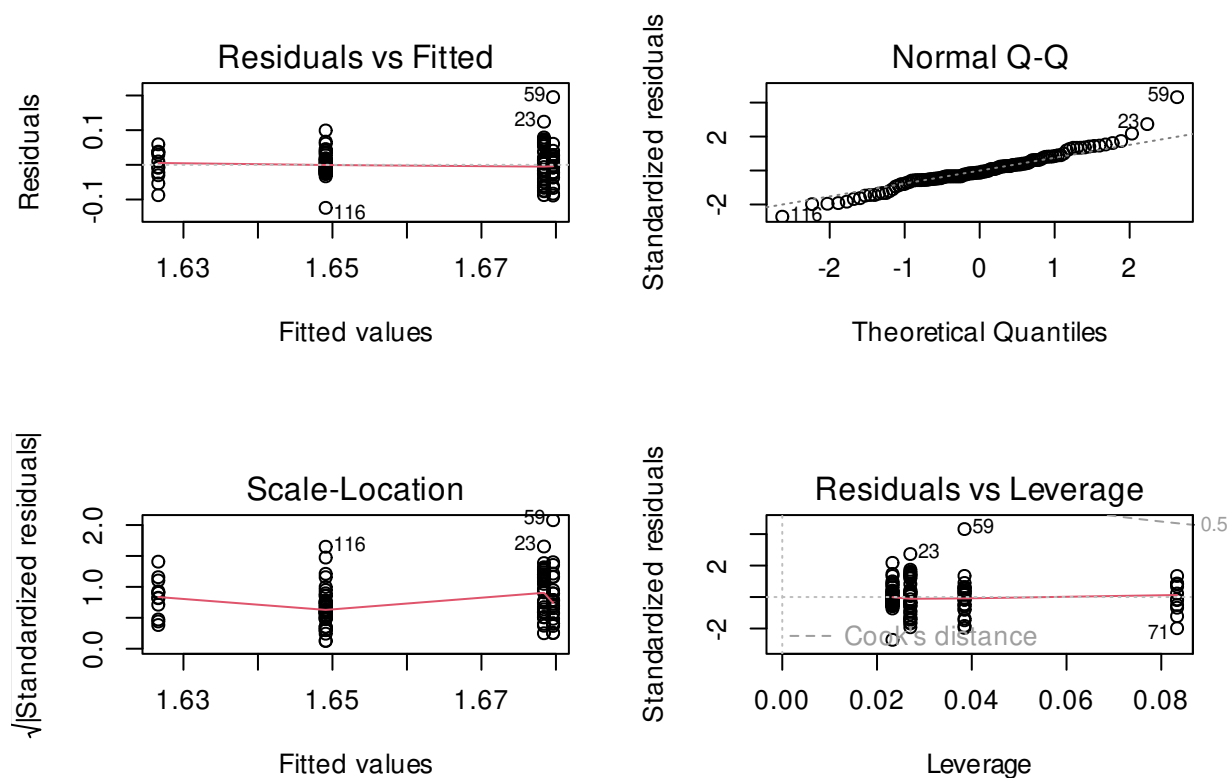 Residuals vs Fitted
Residuals
0.1
-0.1
59
23
116
1.63
1.65
1.67
Fitted values
Normal Q-Q
Standardized residuals
2
-2
59
23
116
-2
-1
0
1
2
Theoretical Quantiles
Scale-Location
√|Standardized residuals|
2.0
1.0
0.0
59
23
116
1.63
1.65
1.67
Fitted values
Residuals vs Leverage
Standardized residuals
2
-2
59
23
71
0.5
Cook's distance
0.00
0.02
0.04
0.06
0.08
Leverage